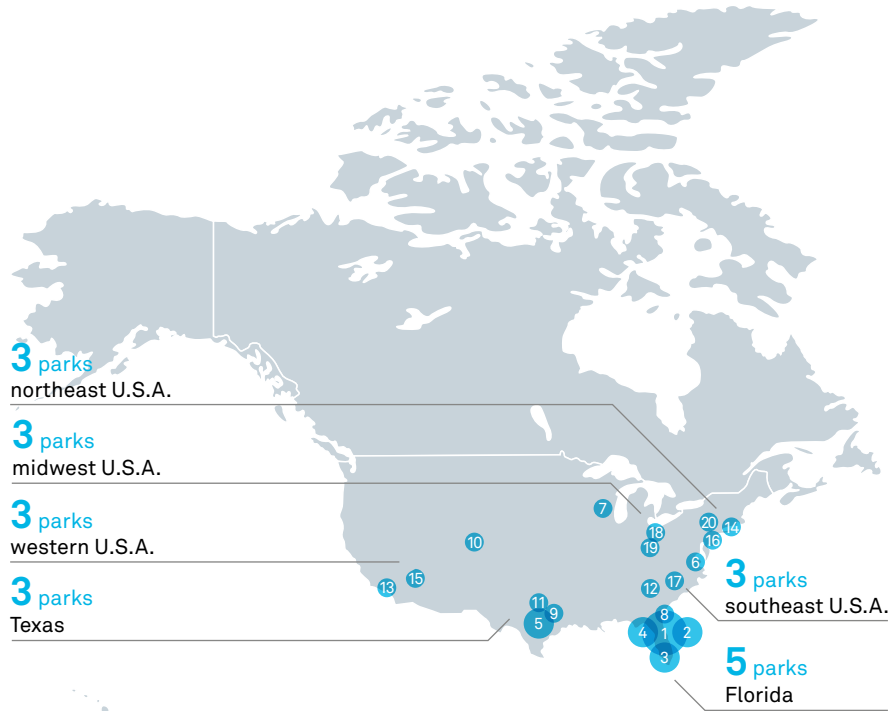 3 parks
northeast U.S.A.
3 parks
midwest U.S.A.
3 parks
western U.S.A.
3 parks
Texas
7
18
19
20
14
16
10
6
13
15
12
17
3 parks
southeast U.S.A.
11
9
5
8
4
1
2
3
5 parks
Florida